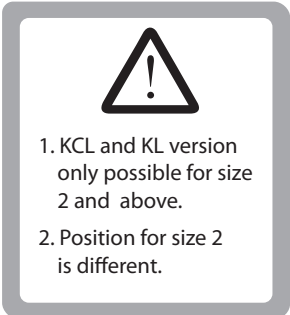 1. KCL and KL version
only possible for size
2 and above.
2. Position for size 2
is different.